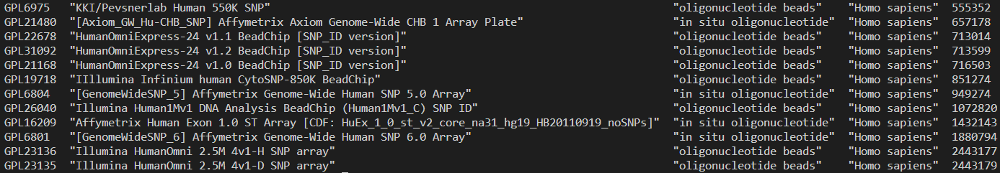 GPL6975 "KKI/Pevsnerlab Human 550K SNP" "oligonucleotide beads" "Homo sapiens" 555352
GPL21480 "[Axiom_GW_Hu-CHB_SNP] Affymetrix Axiom Genome-Wide CHB 1 Array Plate" "in situ oligonucleotide" "Homo sapiens" 657178
GPL22678 "HumanOmniExpress-24 v1.1 BeadChip [SNP_ID version]" "oligonucleotide beads" "Homo sapiens" 713014
GPL31092 "HumanOmniExpress-24 v1.2 BeadChip [SNP_ID version]" "oligonucleotide beads" "Homo sapiens" 713599
GPL21168 "HumanOmniExpress-24 v1.0 BeadChip [SNP_ID version]" "oligonucleotide beads" "Homo sapiens" 716503
GPL19718 "IIllumina Infinium human CytoSNP-850K BeadChip" "oligonucleotide beads" "Homo sapiens" 851274
GPL6804 "[GenomeWideSNP_5] Affymetrix Genome-Wide Human SNP 5.0 Array" "in situ oligonucleotide" "Homo sapiens" 949274
GPL26040 "Illumina Human1Mv1 DNA Analysis BeadChip (Human1Mv1_C) SNP ID" "oligonucleotide beads" "Homo sapiens" 1072820
GPL16209 "Affymetrix Human Exon 1.0 ST Array [CDF: HuEx_1_0_st_v2_core_na31_hg19_HB20110919_noSNPs]" "in situ oligonucleotide" "Homo sapiens" 1432143
GPL6801 "[GenomeWideSNP_6] Affymetrix Genome-Wide Human SNP 6.0 Array" "in situ oligonucleotide" "Homo sapiens" 1880794
GPL23136 "Illumina HumanOmni 2.5M 4v1-H SNP array" "oligonucleotide beads" "Homo sapiens" 2443177
GPL23135 "Illumina HumanOmni 2.5M 4v1-D SNP array" "oligonucleotide beads" "Homo sapiens" 2443179